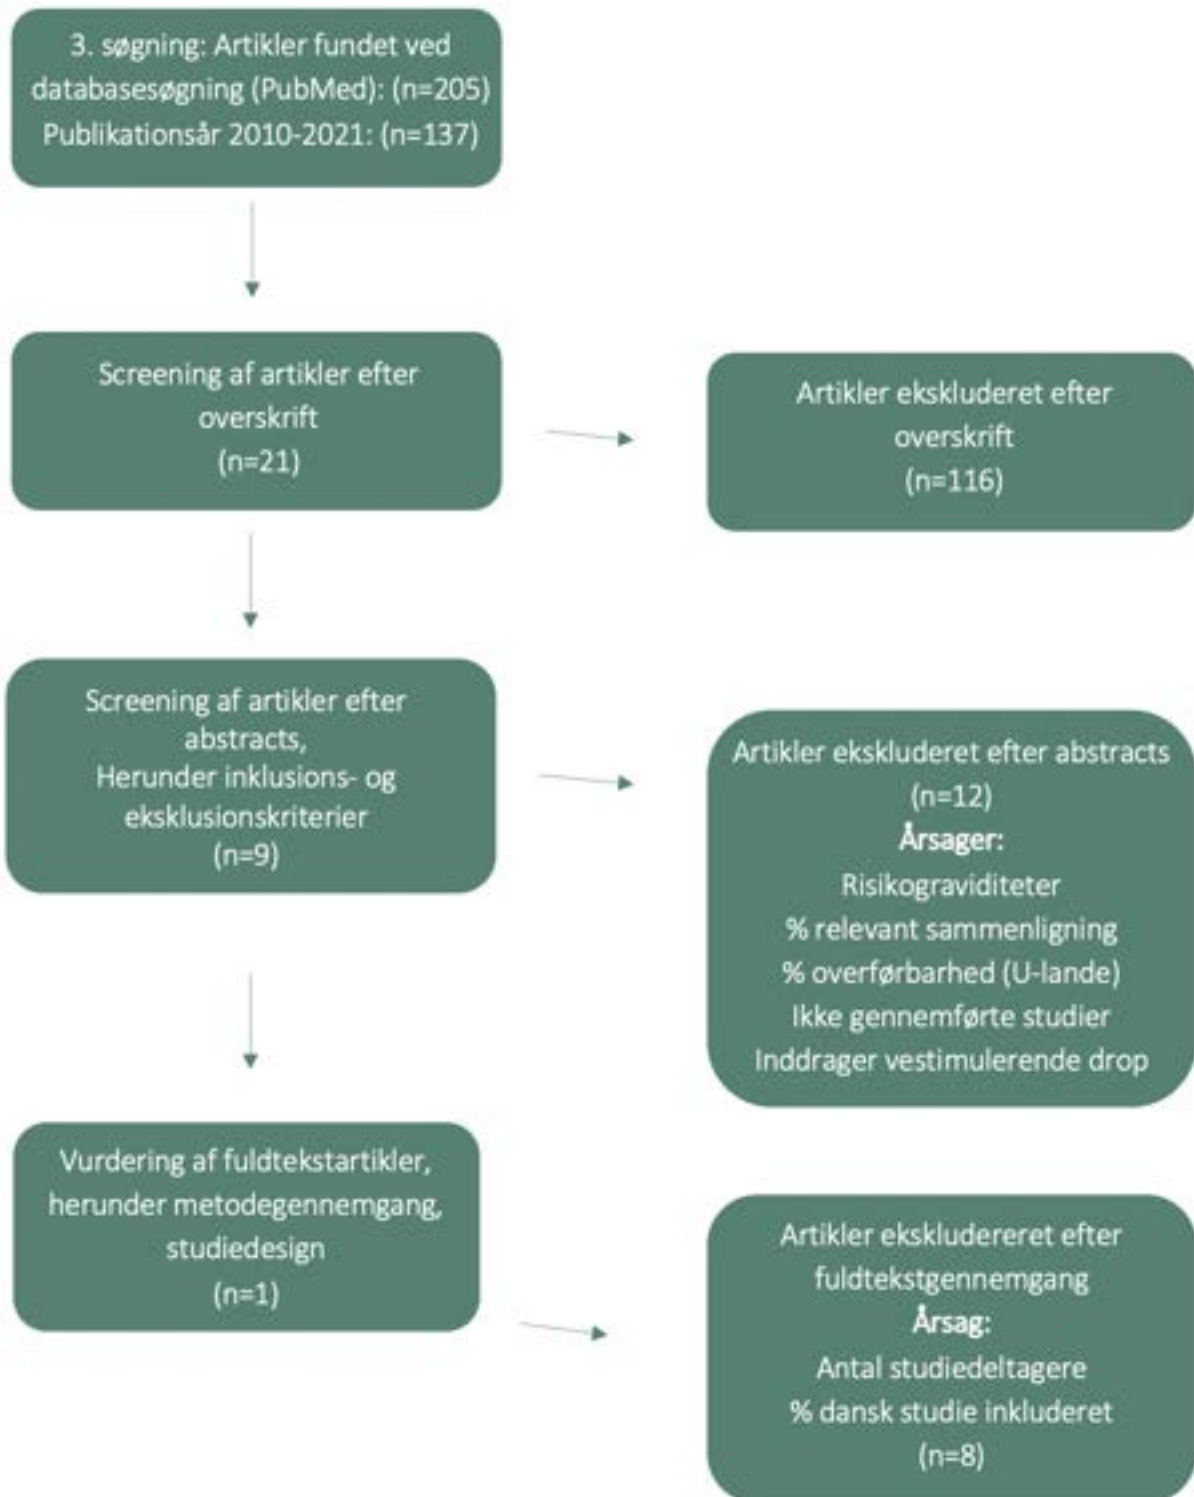 3. søgning: Artikler fundet ved
databasesøgning (PubMed): (n=205)
Publikationsår 2010-2021: (n=137)
Screening af artikler efter
overskrift
(n=21)
Artikler ekskluderet efter
overskrift
(n=116)
Screening af artikler efter
abstracts,
Herunder inklusions- og
eksklusionskriterier
(n=9)
Artikler ekskluderet efter abstracts
(n=12)
Årsager:
Risikograviditeter
% relevant sammenligning
% overførbarhed (U-lande)
Ikke gennemførte studier
Inddrager vestimulerende drop
Vurdering af fuldtekstartikler,
herunder metodegennemgang,
studiedesign
(n=1)
Artikler ekskludereret efter
fuldtekstgennemgang
Årsag:
Antal studiedeltagere
% dansk studie inkluderet
(n=8)